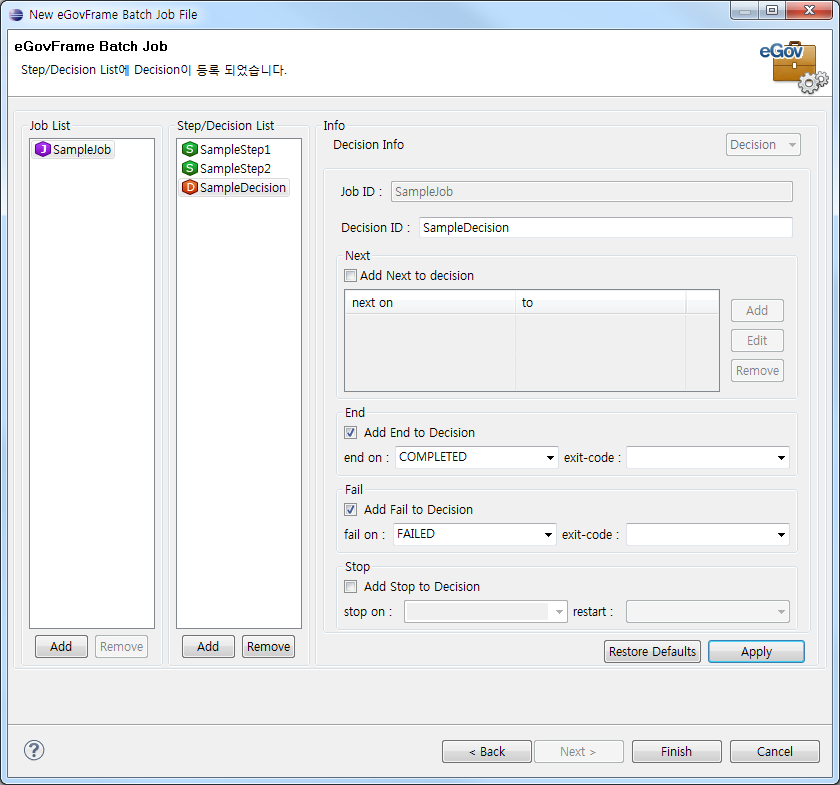 New eGovFrame Batch Job File
eGovFrame Batch Job
Step/Decision List에 Decision이 등록 되었습니다.
eGov
Job List
J SampleJob
Add Remove
Step/Decision List
S SampleStep1
S SampleStep2
D SampleDecision
Add Remove
Info
Decision Info Decision
Job ID : SampleJob
Decision ID : SampleDecision
Next
Add Next to decision
next on to
Add
Edit
Remove
End
Add End to Decision
end on : COMPLETED exit-code :
Fail
Add Fail to Decision
fail on : FAILED exit-code :
Stop
Add Stop to Decision
stop on : restart :
Restore Defaults Apply
? < Back Next > Finish Cancel